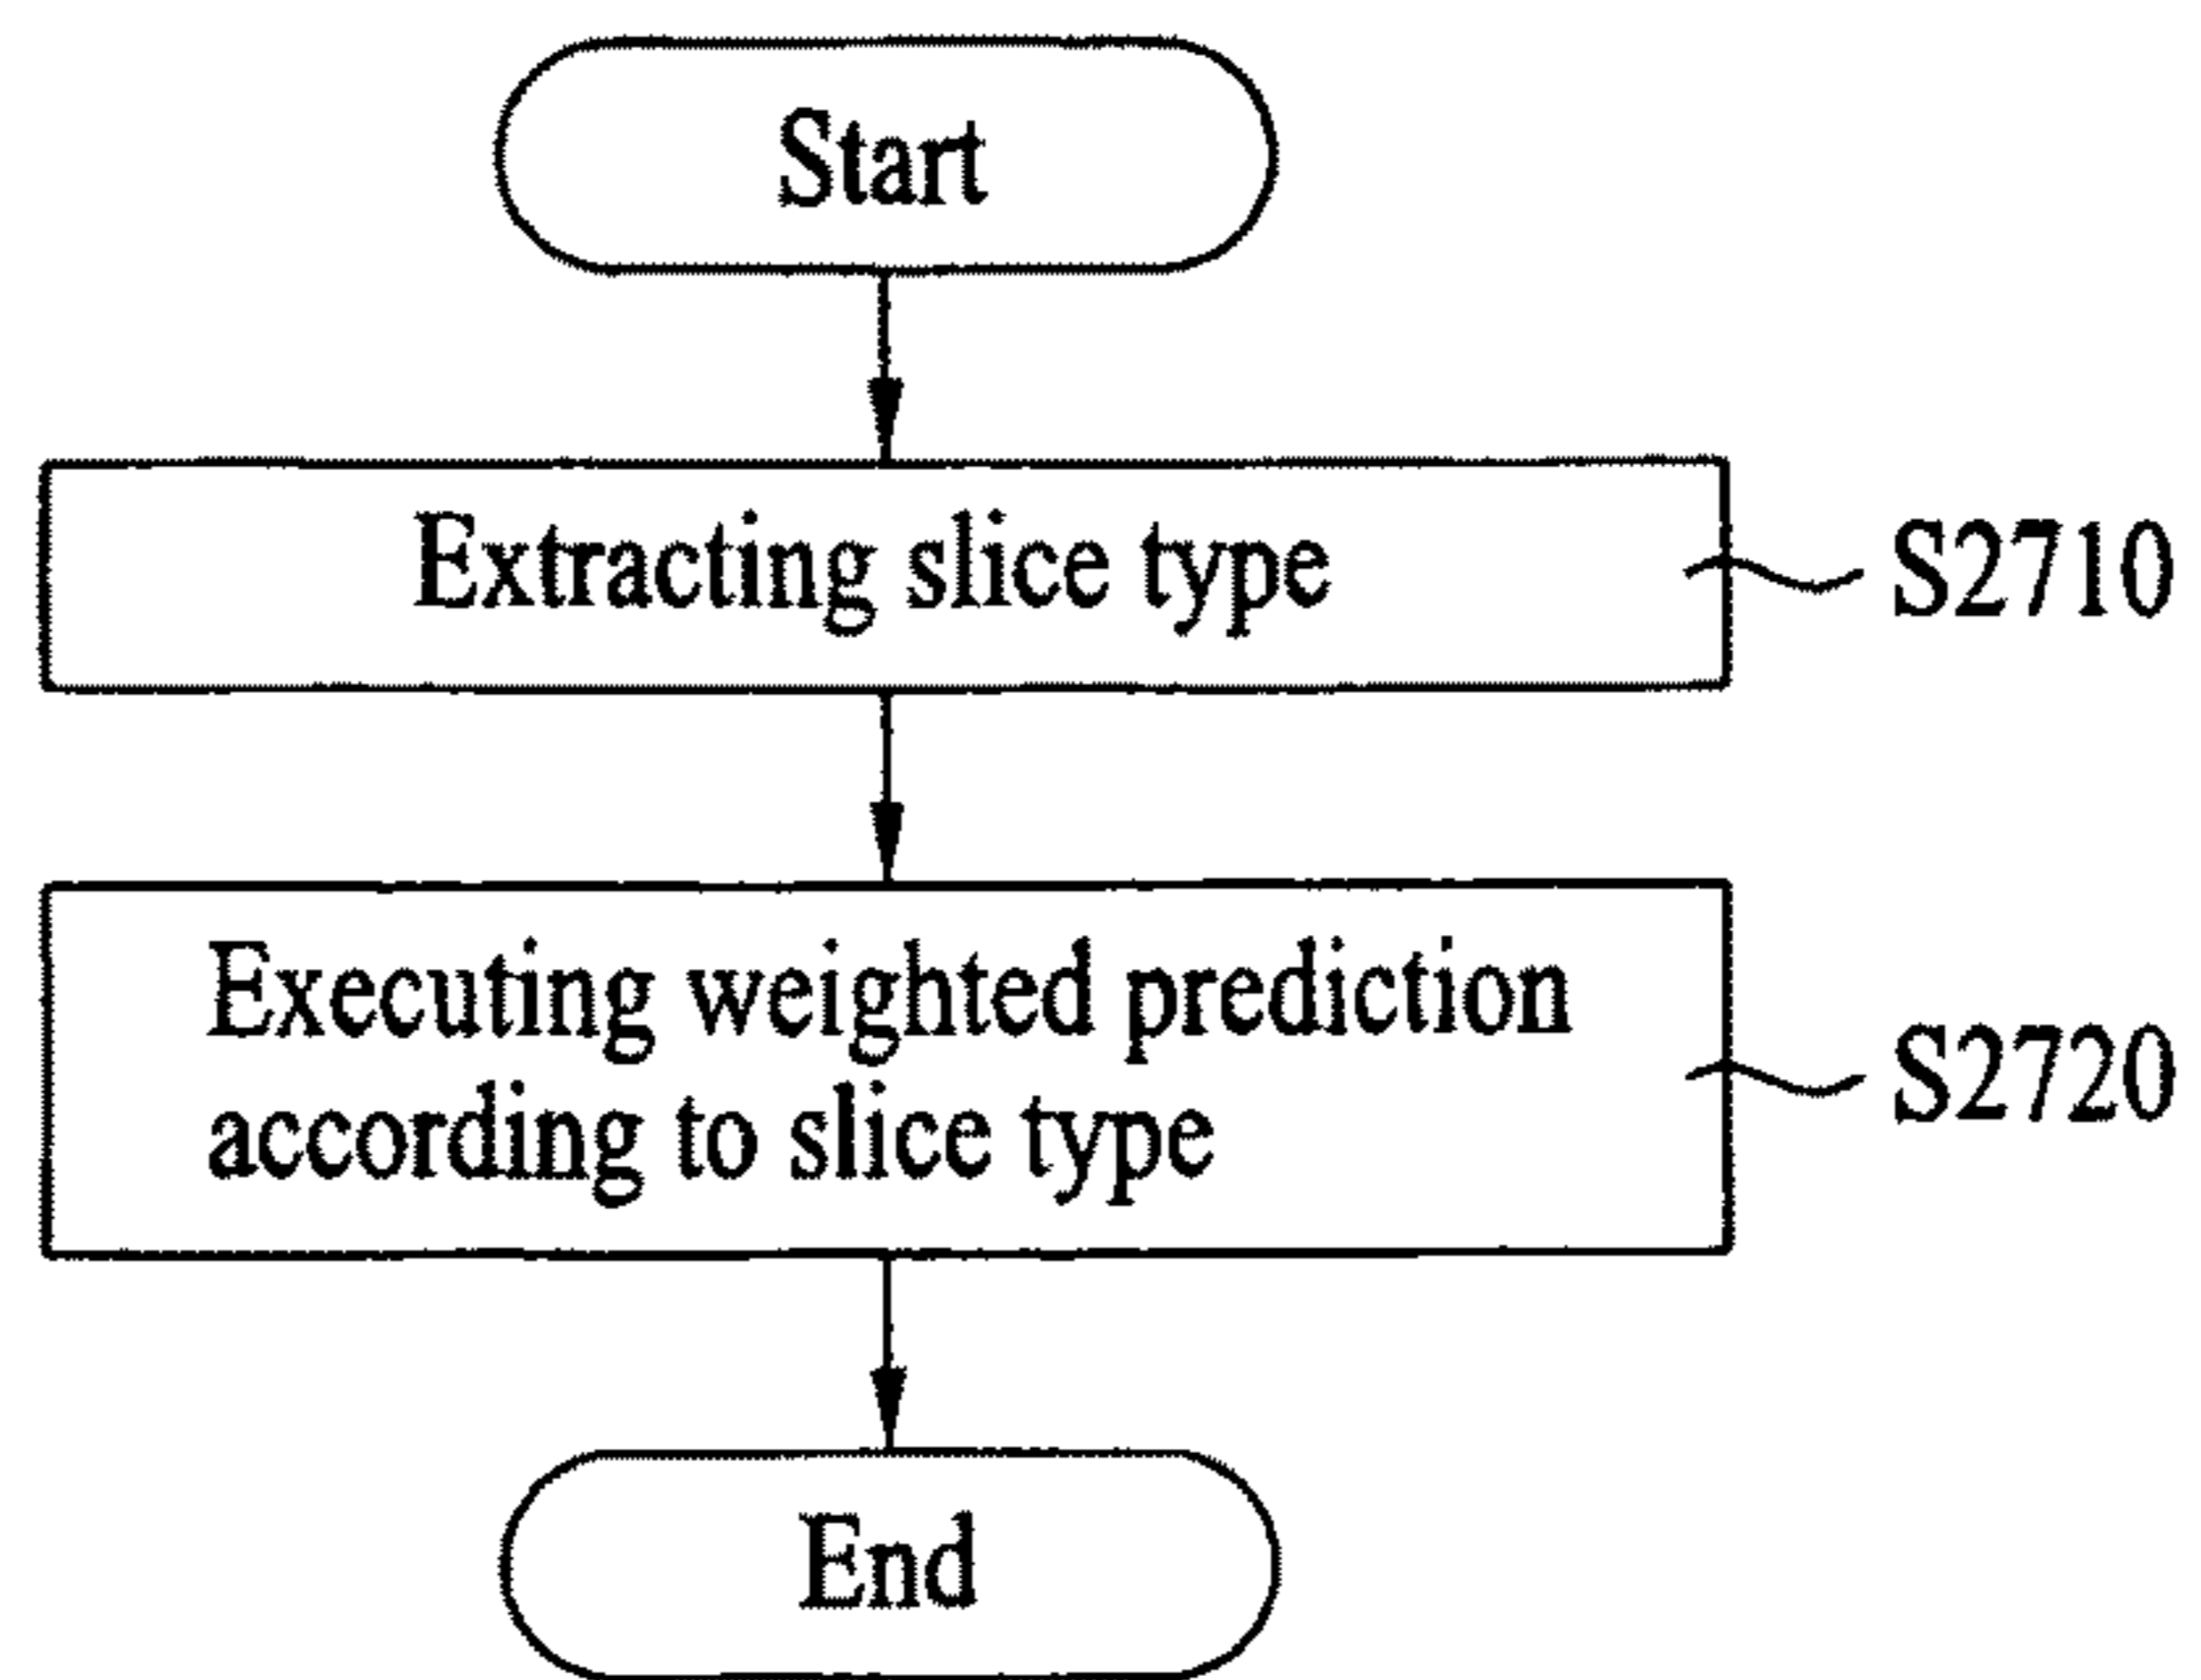 Start
Extracting slice type
S2710
Executing weighted prediction
according to slice type
S2720
End